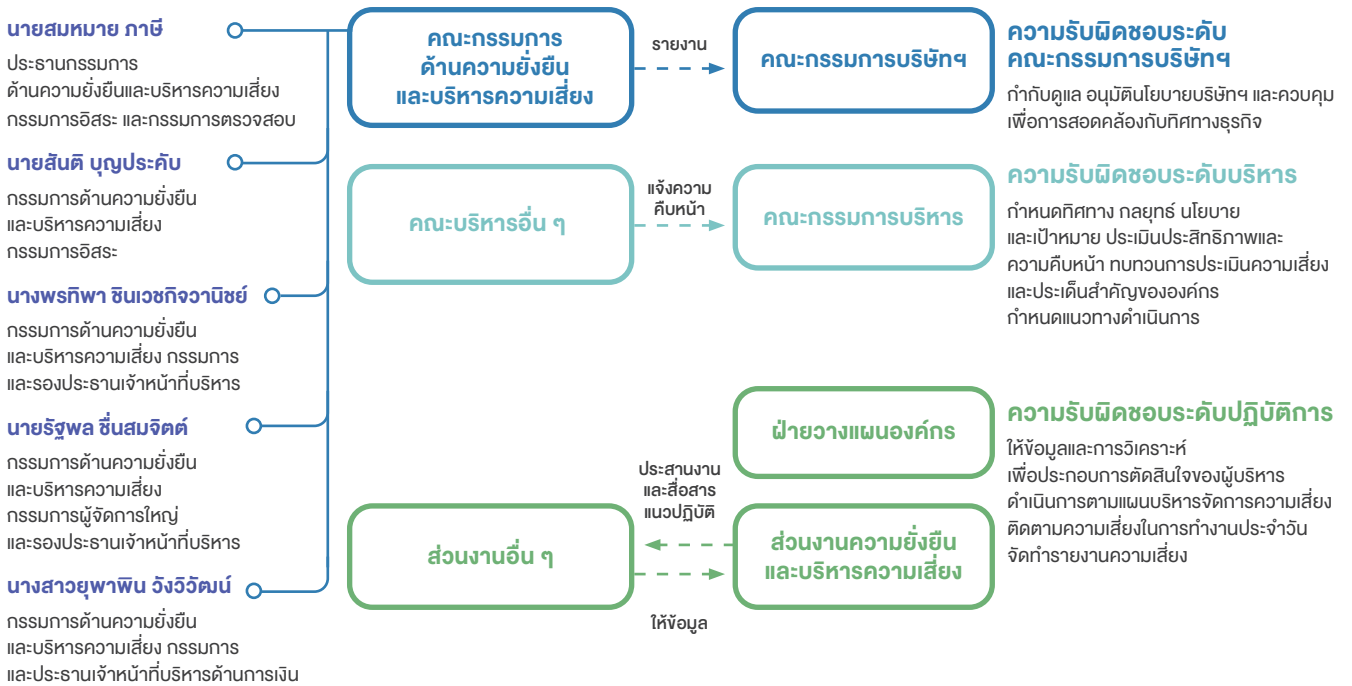 นายสมหมาย ภาษี
ประธานกรรมการ
ด้านความยั่งยืนและบริหารความเสี่ยง
กรรมการอิสระ และกรรมการตรวจสอบ
นายสันติ บุญประคับ
กรรมการด้านความยั่งยืน
และบริหารความเสี่ยง
กรรมการอิสระ
นางพรทิพา ชินเวชกิจวานิชย์
กรรมการด้านความยั่งยืน
และบริหารความเสี่ยง กรรมการ
และรองประธานเจ้าหน้าที่บริหาร
นายรัฐพล ชื่นสมจิตต์
กรรมการด้านความยั่งยืน
และบริหารความเสี่ยง
กรรมการผู้จัดการใหญ่
และรองประธานเจ้าหน้าที่บริหาร
นางสาวยุพาพิน วังวิวัฒน์
กรรมการด้านความยั่งยืน
และบริหารความเสี่ยง กรรมการ
และประธานเจ้าหน้าที่บริหารด้านการเงิน
คณะกรรมการ
ด้านความยั่งยืน
และบริหารความเสี่ยง
รายงาน
คณะกรรมการบริษัทฯ
ความรับผิดชอบระดับ
คณะกรรมการบริษัทฯ
กำกับดูแล อนุมัตินโยบายบริษัทฯ และควบคุม
เพื่อการสอดคล้องกับทิศทางธุรกิจ
คณะบริหารอื่น ๆ
แจ้งความ
คืบหน้า
คณะกรรมการบริหาร
ความรับผิดชอบระดับบริหาร
กำหนดทิศทาง กลยุทธ์ นโยบาย
และเป้าหมาย ประเมินประสิทธิภาพและ
ความคืบหน้า ทบทวนการประเมินความเสี่ยง
และประเด็นสำคัญขององค์กร
กำหนดแนวทางดำเนินการ
ฝ่ายวางแผนองค์กร
ความรับผิดชอบระดับปฏิบัติการ
ให้ข้อมูลและการวิเคราะห์
เพื่อประกอบการตัดสินใจของผู้บริหาร
ดำเนินการตามแผนบริหารจัดการความเสี่ยง
ติดตามความเสี่ยงในการทำงานประจำวัน
จัดทำรายงานความเสี่ยง
ส่วนงานอื่น ๆ
ประสานงาน
และสื่อสาร
แนวปฏิบัติ
ให้ข้อมูล
ส่วนงานความยั่งยืน
และบริหารความเสี่ยง